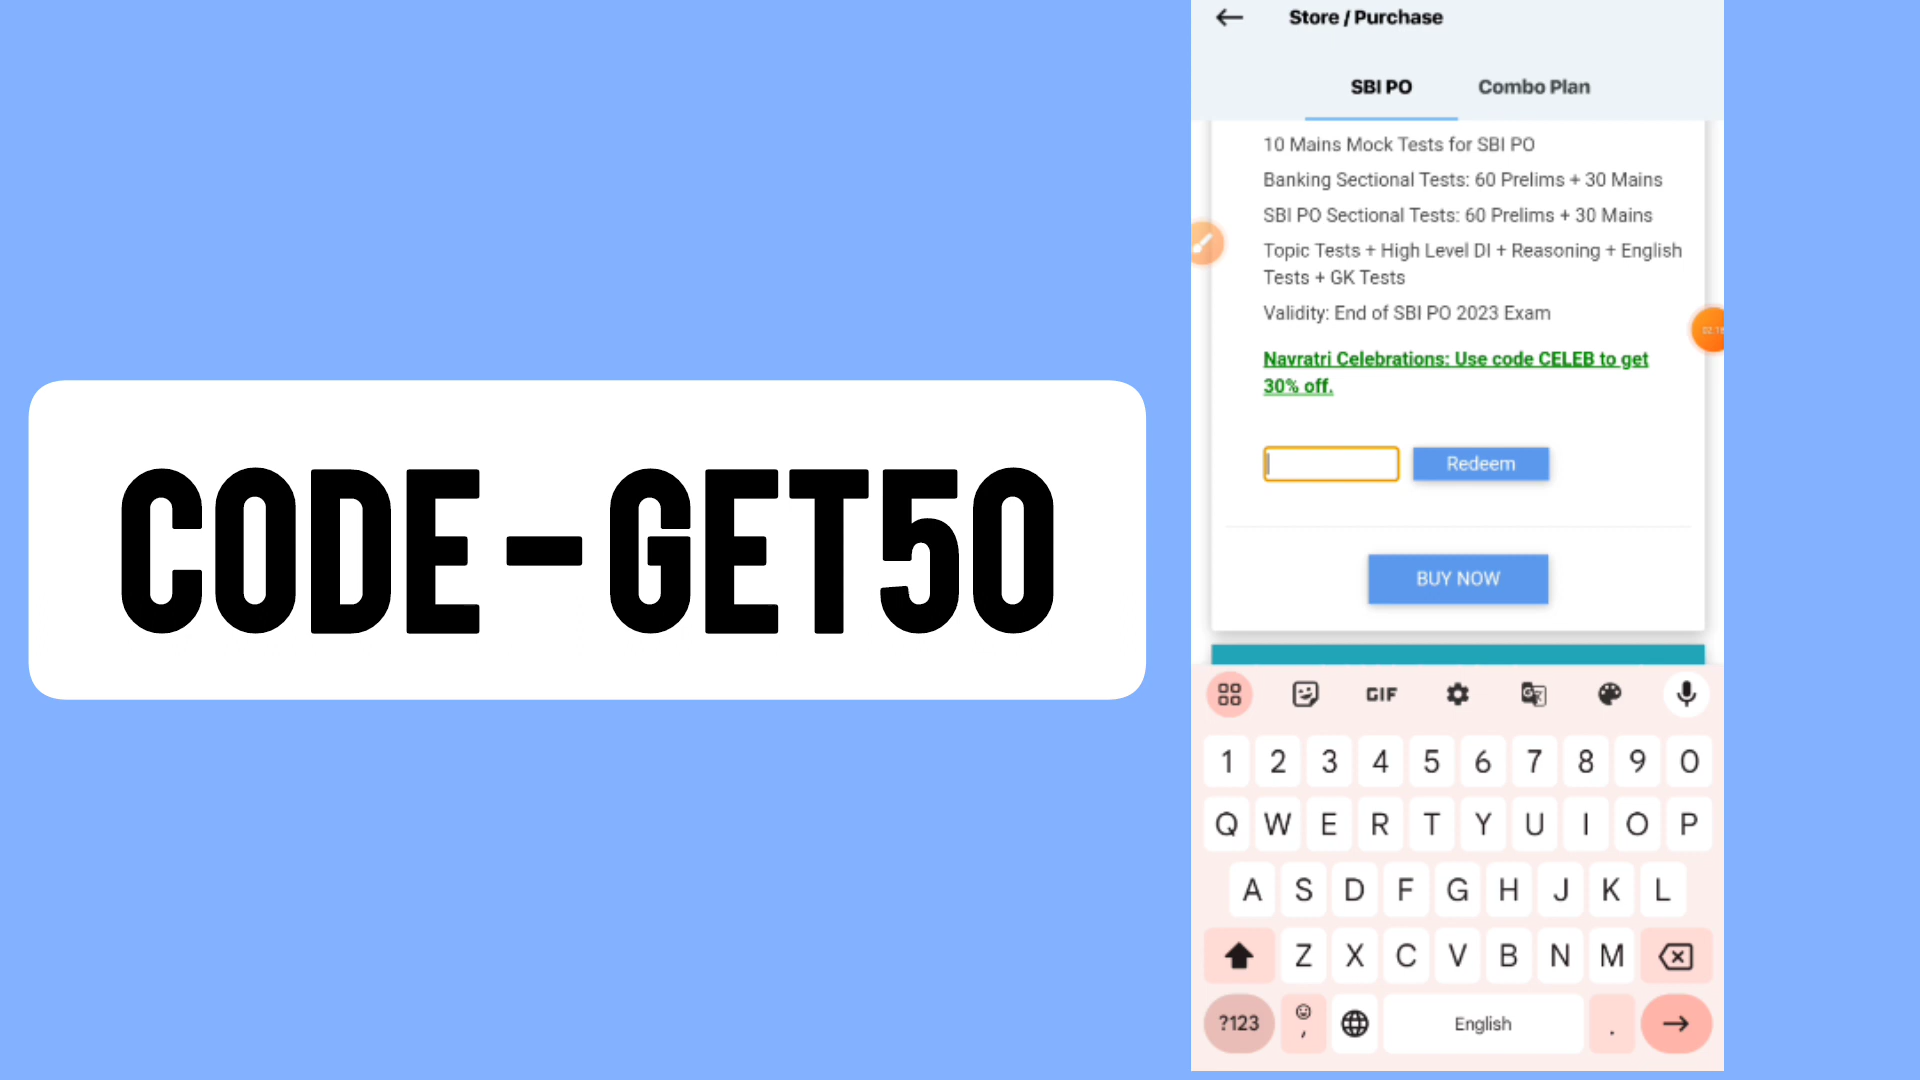 CODE-GET50
Store / Purchase
SBI PO
Combo Plan
10 Mains Mock Tests for SBI PO
Banking Sectional Tests: 60 Prelims + 30 Mains
SBI PO Sectional Tests: 60 Prelims + 30 Mains
Topic Tests + High Level DI + Reasoning + English
Tests + GK Tests
Validity: End of SBI PO 2023 Exam
Navratri Celebrations: Use code CELEB to get
30% off.
Redeem
BUY NOW
GIF
1 2 3 4 5 6 7 8 9 0
Q W E R T Y U I O P
A S D F G H J K L
Z X C V B N M
?123 , English .